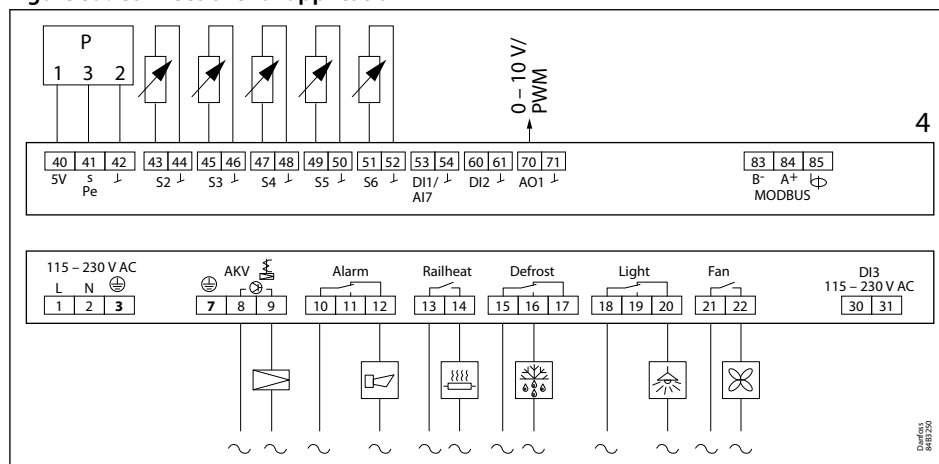 P
1 3 2
0 – 10 V/
PWM
4
40 41 42 43 44 45 46 47 48 49 50 51 52 53 54 60 61 70 71 83 84 85
5V s S2 S3 S4 S5 S6 DI1/ DI2 AO1 B- A+
Pe AI7 MODBUS
115 – 230 V AC AKV Alarm Railheat Defrost Light Fan DI3
L N 115 – 230 V AC
1 2 3 7 8 9 10 11 12 13 14 15 16 17 18 19 20 21 22 30 31
Danfoss
84B3250